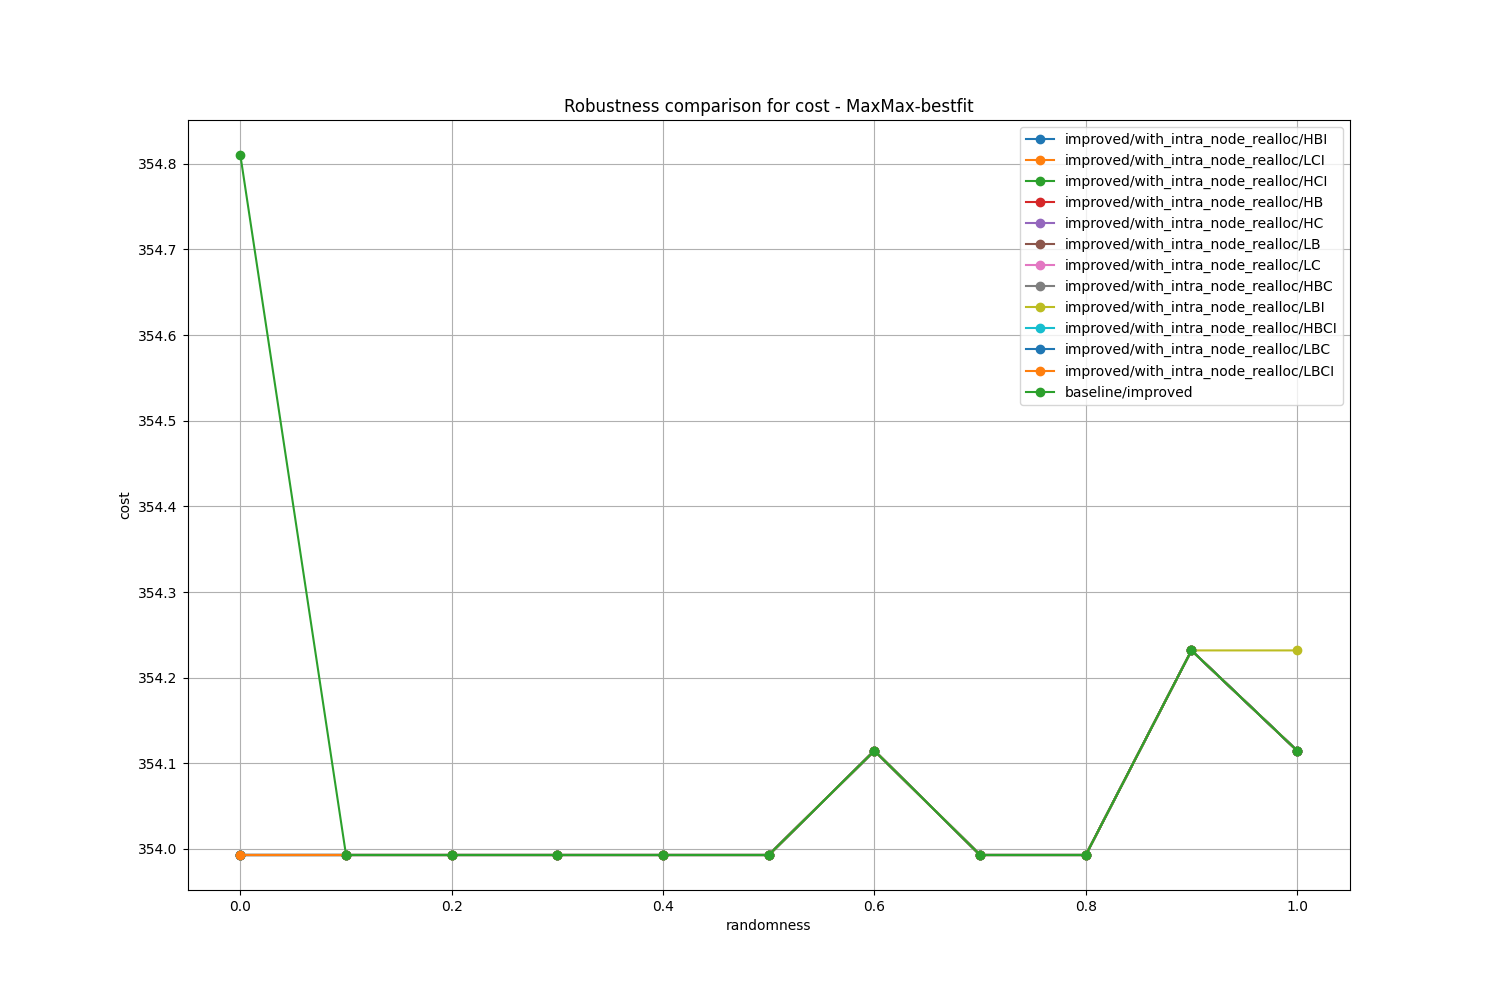 Robustness comparison for cost - MaxMax-bestfit
improved/with_intra_node_realloc/HBI
improved/with_intra_node_realloc/LCI
improved/with_intra_node_realloc/HCI
improved/with_intra_node_realloc/HB
improved/with_intra_node_realloc/HC
improved/with_intra_node_realloc/LB
improved/with_intra_node_realloc/LC
improved/with_intra_node_realloc/HBC
improved/with_intra_node_realloc/LBI
improved/with_intra_node_realloc/HBCI
improved/with_intra_node_realloc/LBC
improved/with_intra_node_realloc/LBCI
baseline/improved
354.8
354.7
354.6
354.5
354.4
354.3
354.2
354.1
354.0
cost
0.0 0.2 0.4 0.6 0.8 1.0
randomness